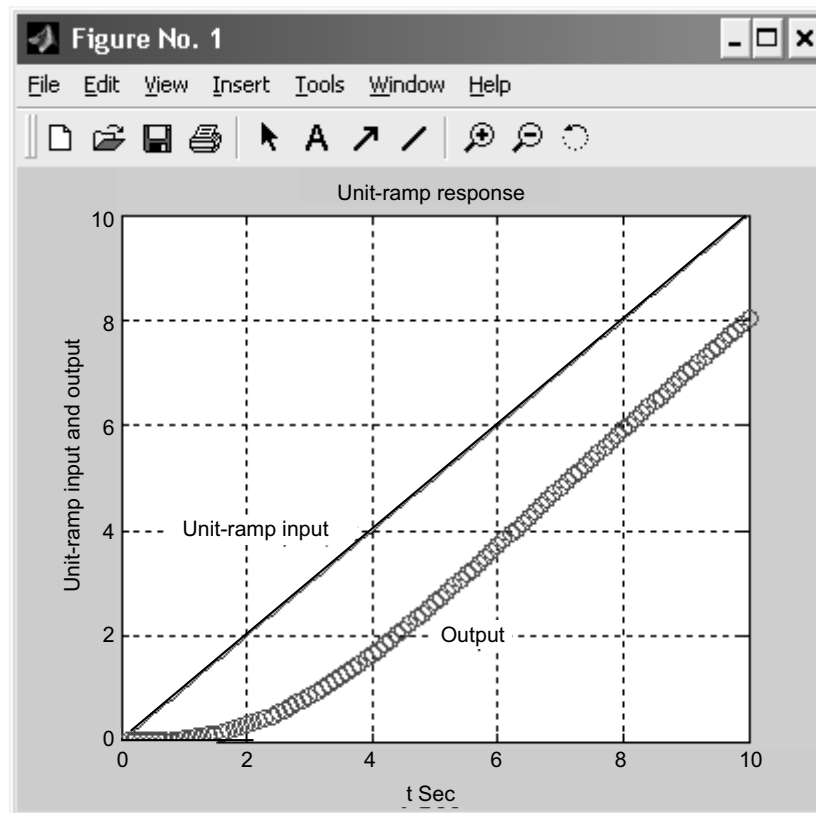 Figure No. 1
File Edit View Insert Tools Window Help
A
Unit-ramp response
10
8
6
4
2
0
Unit-ramp input and output
Unit-ramp input
Output
0 2 4 6 8 10
t Sec